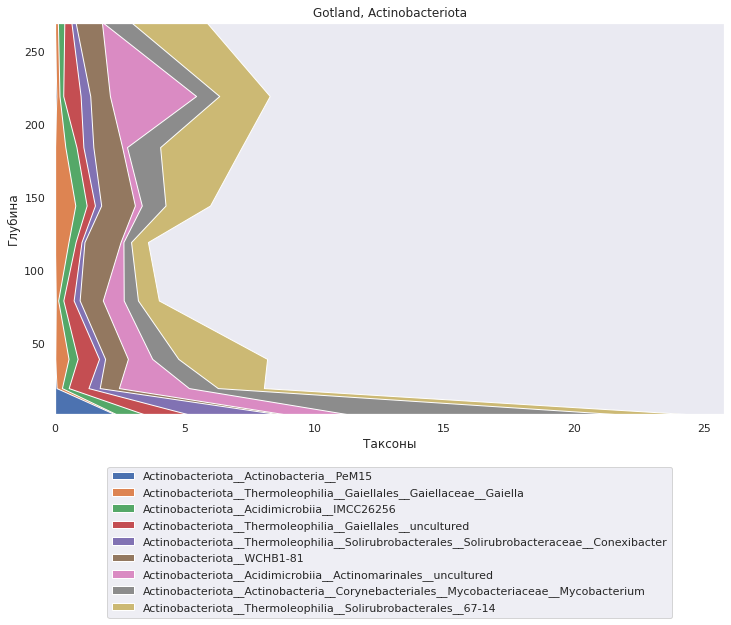 Gotland, Actinobacteriota
250
200
150
100
50
Глубина
0
5
10
15
20
25
Таксоны
Actinobacteriota__Actinobacteria__PeM15
Actinobacteriota__Thermoleophilia__Gaiellales__Gaiellaceae__Gaiella
Actinobacteriota__Acidimicrobiia__IMCC26256
Actinobacteriota__Thermoleophilia__Gaiellales__uncultured
Actinobacteriota__Thermoleophilia__Solirubrobacterales__Solirubrobacteraceae__Conexibacter
Actinobacteriota__WCHB1-81
Actinobacteriota__Acidimicrobiia__Actinomarinales__uncultured
Actinobacteriota__Actinobacteria__Corynebacteriales__Mycobacteriaceae__Mycobacterium
Actinobacteriota__Thermoleophilia__Solirubrobacterales__67-14